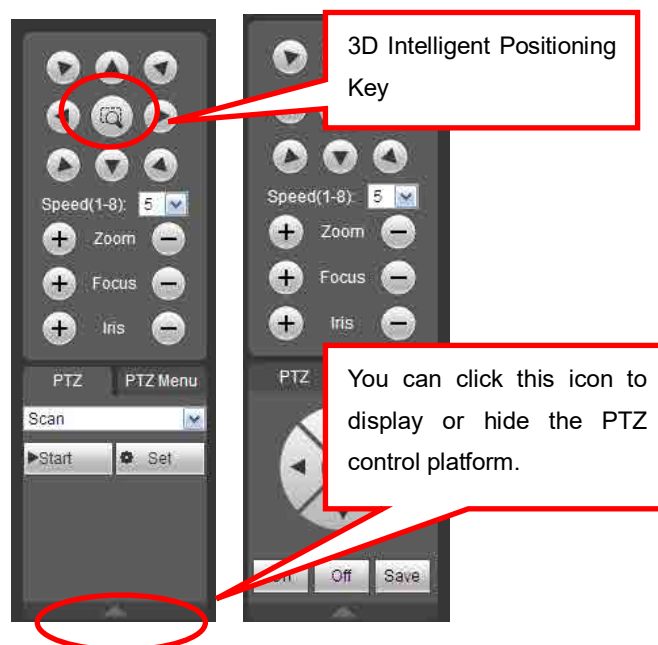 3D Intelligent Positioning
Key
Speed(1-8): 5
Zoom
Focus
Iris
PTZ PTZ Menu
Scan
Start Set
Speed(1-8): 5
Zoom
Focus
Iris
PTZ
You can click this icon to
display or hide the PTZ
control platform.
Off Save